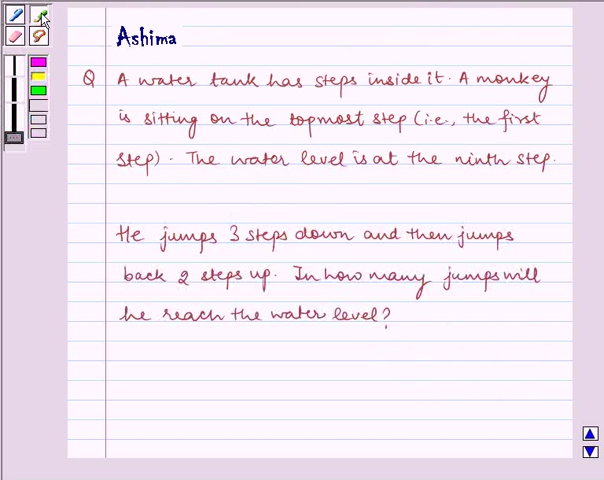 Ashima
Q A water tank has steps inside it. A monkey
is sitting on the topmost step (i.e., the first
step). The water level is at the ninth step.
He jumps 3 steps down and then jumps
back 2 steps up. In how many jumps will
he reach the water level?